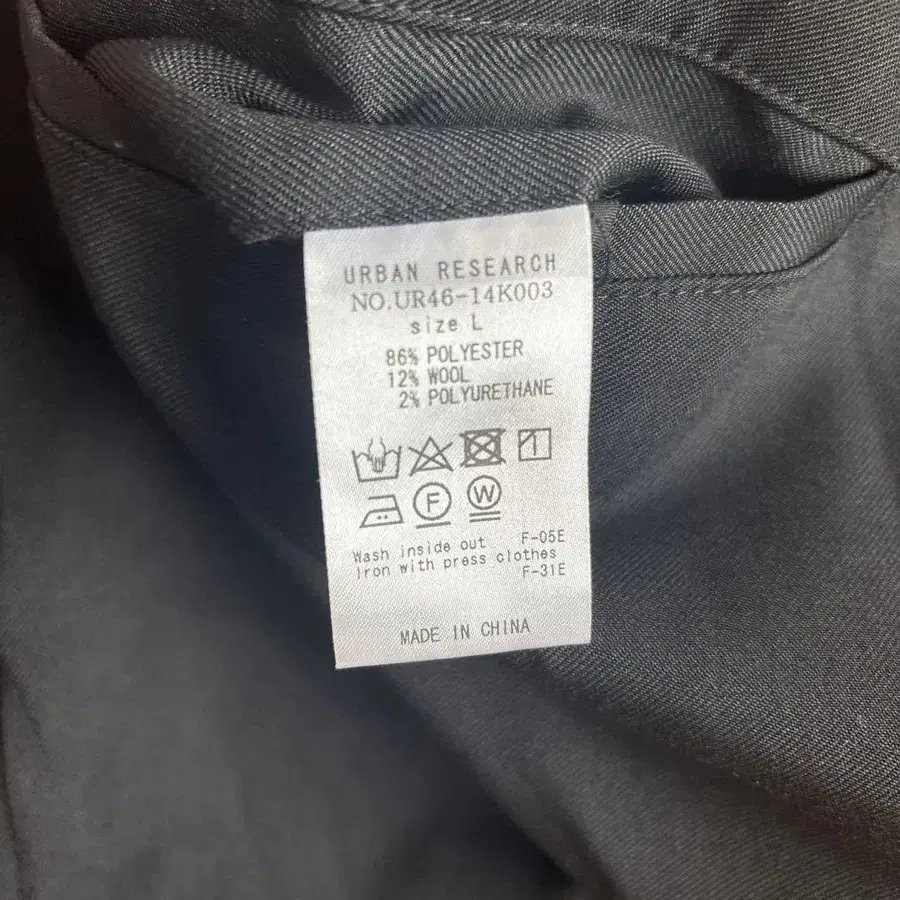 URBAN RESEARCH
NO.UR46-14K003
size L
86% POLYESTER
12% WOOL
2% POLYURETHANE
F W
Wash inside out F-05E
Iron with press clothes
F-31E
MADE IN CHINA